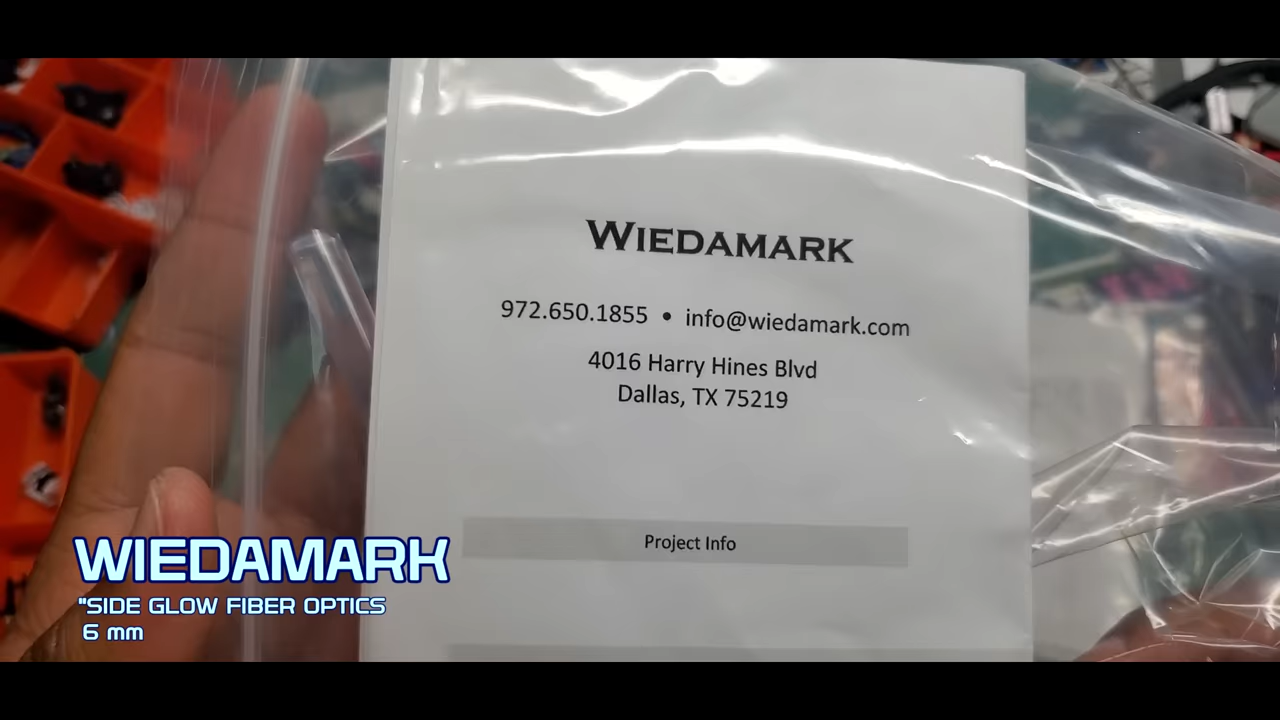 WIEDAMARK
972.650.1855 • info@wiedamark.com
4016 Harry Hines Blvd
Dallas, TX 75219
Project Info
WIEDAMARK
"SIDE GLOW FIBER OPTICS
6 mm